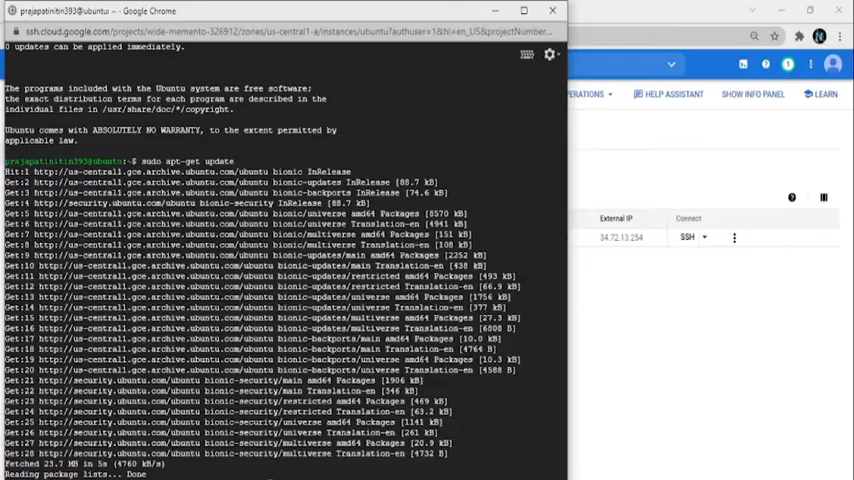 prajapatinitin393@ubuntu: ~ - Google Chrome
ssh.cloud.google.com/projects/wide-memento-326912/zones/us-central1-a/instances/ubuntu?authuser=1&hl=en_US&projectNumber...
0 updates can be applied immediately.
The programs included with the Ubuntu system are free software;
the exact distribution terms for each program are described in the
individual files in /usr/share/doc/*/copyright.
Ubuntu comes with ABSOLUTELY NO WARRANTY, to the extent permitted by
applicable law.
prajapatinitin393@ubuntu:~$ sudo apt-get update
Hit:1 http://us-central1.gce.archive.ubuntu.com/ubuntu bionic InRelease
Get:2 http://us-central1.gce.archive.ubuntu.com/ubuntu bionic-updates InRelease [88.7 kB]
Get:3 http://us-central1.gce.archive.ubuntu.com/ubuntu bionic-backports InRelease [74.6 kB]
Get:4 http://security.ubuntu.com/ubuntu bionic-security InRelease [88.7 kB]
Get:5 http://us-central1.gce.archive.ubuntu.com/ubuntu bionic/universe amd64 Packages [8570 kB]
Get:6 http://us-central1.gce.archive.ubuntu.com/ubuntu bionic/universe Translation-en [4941 kB]
Get:7 http://us-central1.gce.archive.ubuntu.com/ubuntu bionic/multiverse amd64 Packages [151 kB]
Get:8 http://us-central1.gce.archive.ubuntu.com/ubuntu bionic/multiverse Translation-en [108 kB]
Get:9 http://us-central1.gce.archive.ubuntu.com/ubuntu bionic-updates/main amd64 Packages [2252 kB]
Get:10 http://us-central1.gce.archive.ubuntu.com/ubuntu bionic-updates/main Translation-en [438 kB]
Get:11 http://us-central1.gce.archive.ubuntu.com/ubuntu bionic-updates/restricted amd64 Packages [493 kB]
Get:12 http://us-central1.gce.archive.ubuntu.com/ubuntu bionic-updates/restricted Translation-en [66.9 kB]
Get:13 http://us-central1.gce.archive.ubuntu.com/ubuntu bionic-updates/universe amd64 Packages [1756 kB]
Get:14 http://us-central1.gce.archive.ubuntu.com/ubuntu bionic-updates/universe Translation-en [377 kB]
Get:15 http://us-central1.gce.archive.ubuntu.com/ubuntu bionic-updates/multiverse amd64 Packages [27.3 kB]
Get:16 http://us-central1.gce.archive.ubuntu.com/ubuntu bionic-updates/multiverse Translation-en [6808 B]
Get:17 http://us-central1.gce.archive.ubuntu.com/ubuntu bionic-backports/main amd64 Packages [10.0 kB]
Get:18 http://us-central1.gce.archive.ubuntu.com/ubuntu bionic-backports/main Translation-en [4764 B]
Get:19 http://us-central1.gce.archive.ubuntu.com/ubuntu bionic-backports/universe amd64 Packages [10.3 kB]
Get:20 http://us-central1.gce.archive.ubuntu.com/ubuntu bionic-backports/universe Translation-en [4588 B]
Get:21 http://security.ubuntu.com/ubuntu bionic-security/main amd64 Packages [1906 kB]
Get:22 http://security.ubuntu.com/ubuntu bionic-security/main Translation-en [346 kB]
Get:23 http://security.ubuntu.com/ubuntu bionic-security/restricted amd64 Packages [469 kB]
Get:24 http://security.ubuntu.com/ubuntu bionic-security/restricted Translation-en [63.2 kB]
Get:25 http://security.ubuntu.com/ubuntu bionic-security/universe amd64 Packages [1141 kB]
Get:26 http://security.ubuntu.com/ubuntu bionic-security/universe Translation-en [261 kB]
Get:27 http://security.ubuntu.com/ubuntu bionic-security/multiverse amd64 Packages [20.9 kB]
Get:28 http://security.ubuntu.com/ubuntu bionic-security/multiverse Translation-en [4732 B]
Fetched 23.7 MB in 5s (4760 kB/s)
Reading package lists... Done
N
1
ERATIONS
HELP ASSISTANT
SHOW INFO PANEL
LEARN
External IP
Connect
34.72.13.254
SSH